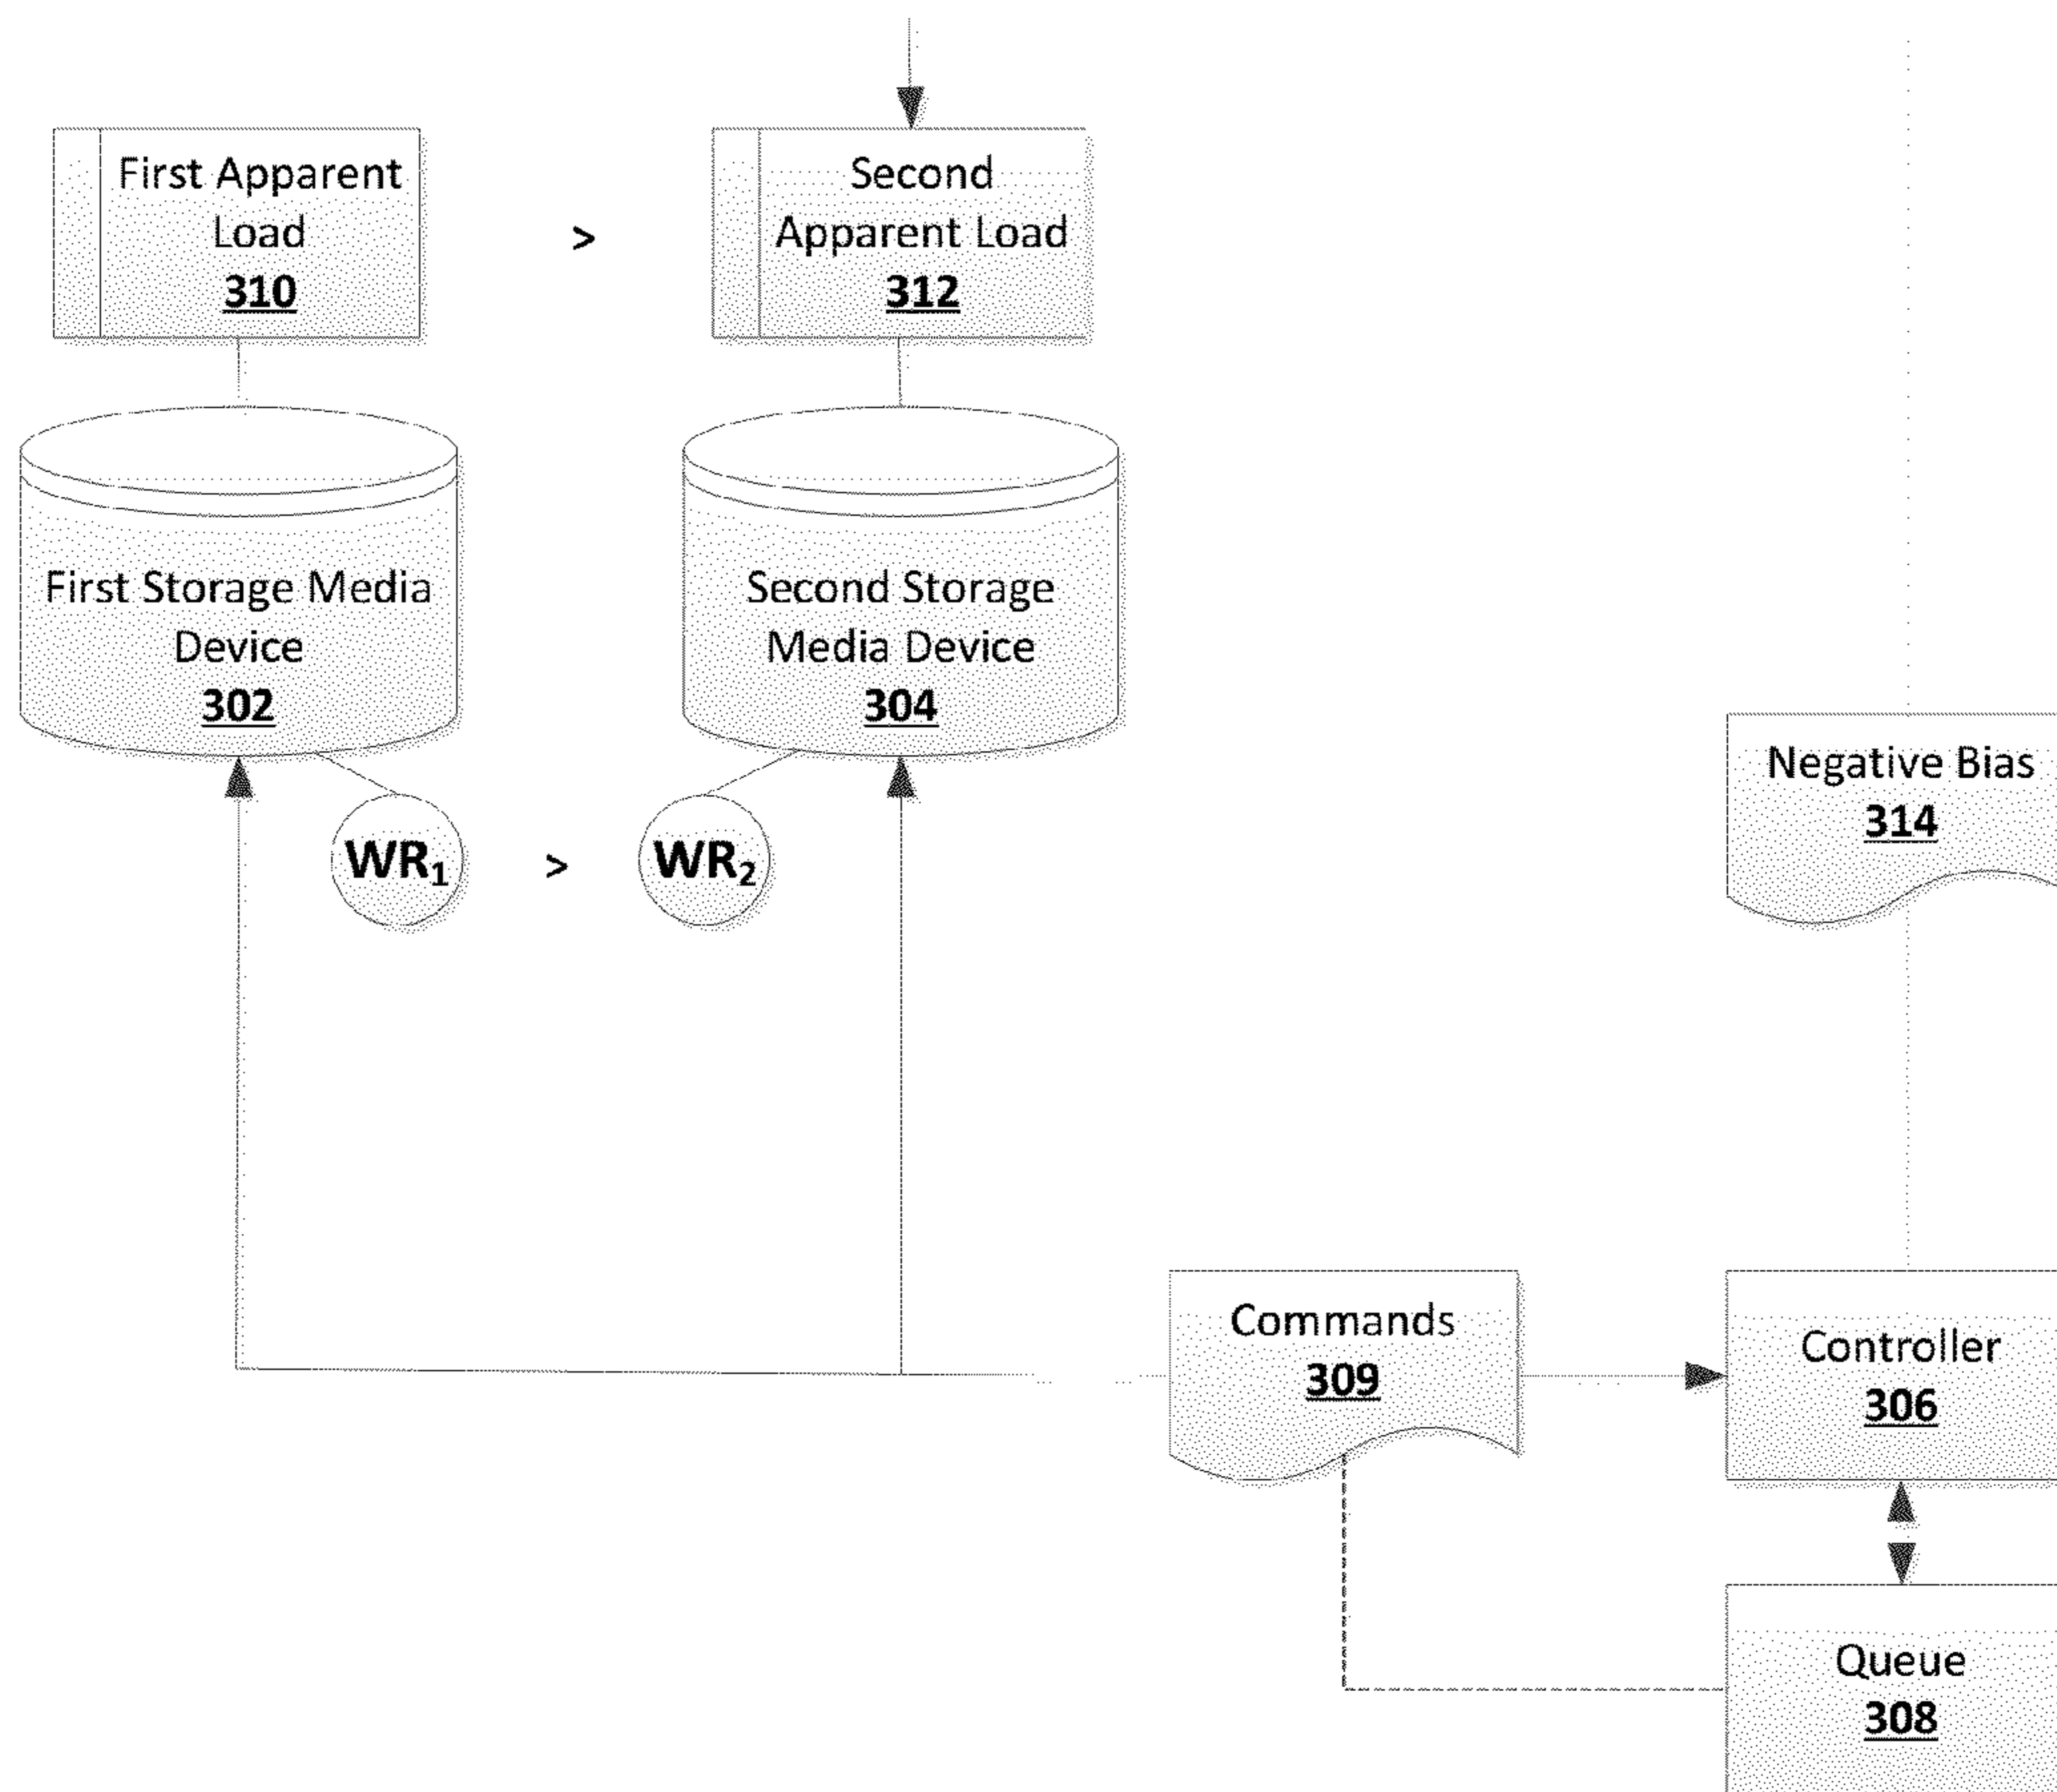 First Apparent
Load
310
>
Second
Apparent Load
312
First Storage Media
Device
302
Second Storage
Media Device
304
Negative Bias
314
WR₁
>
WR₂
Commands
309
Controller
306
Queue
308